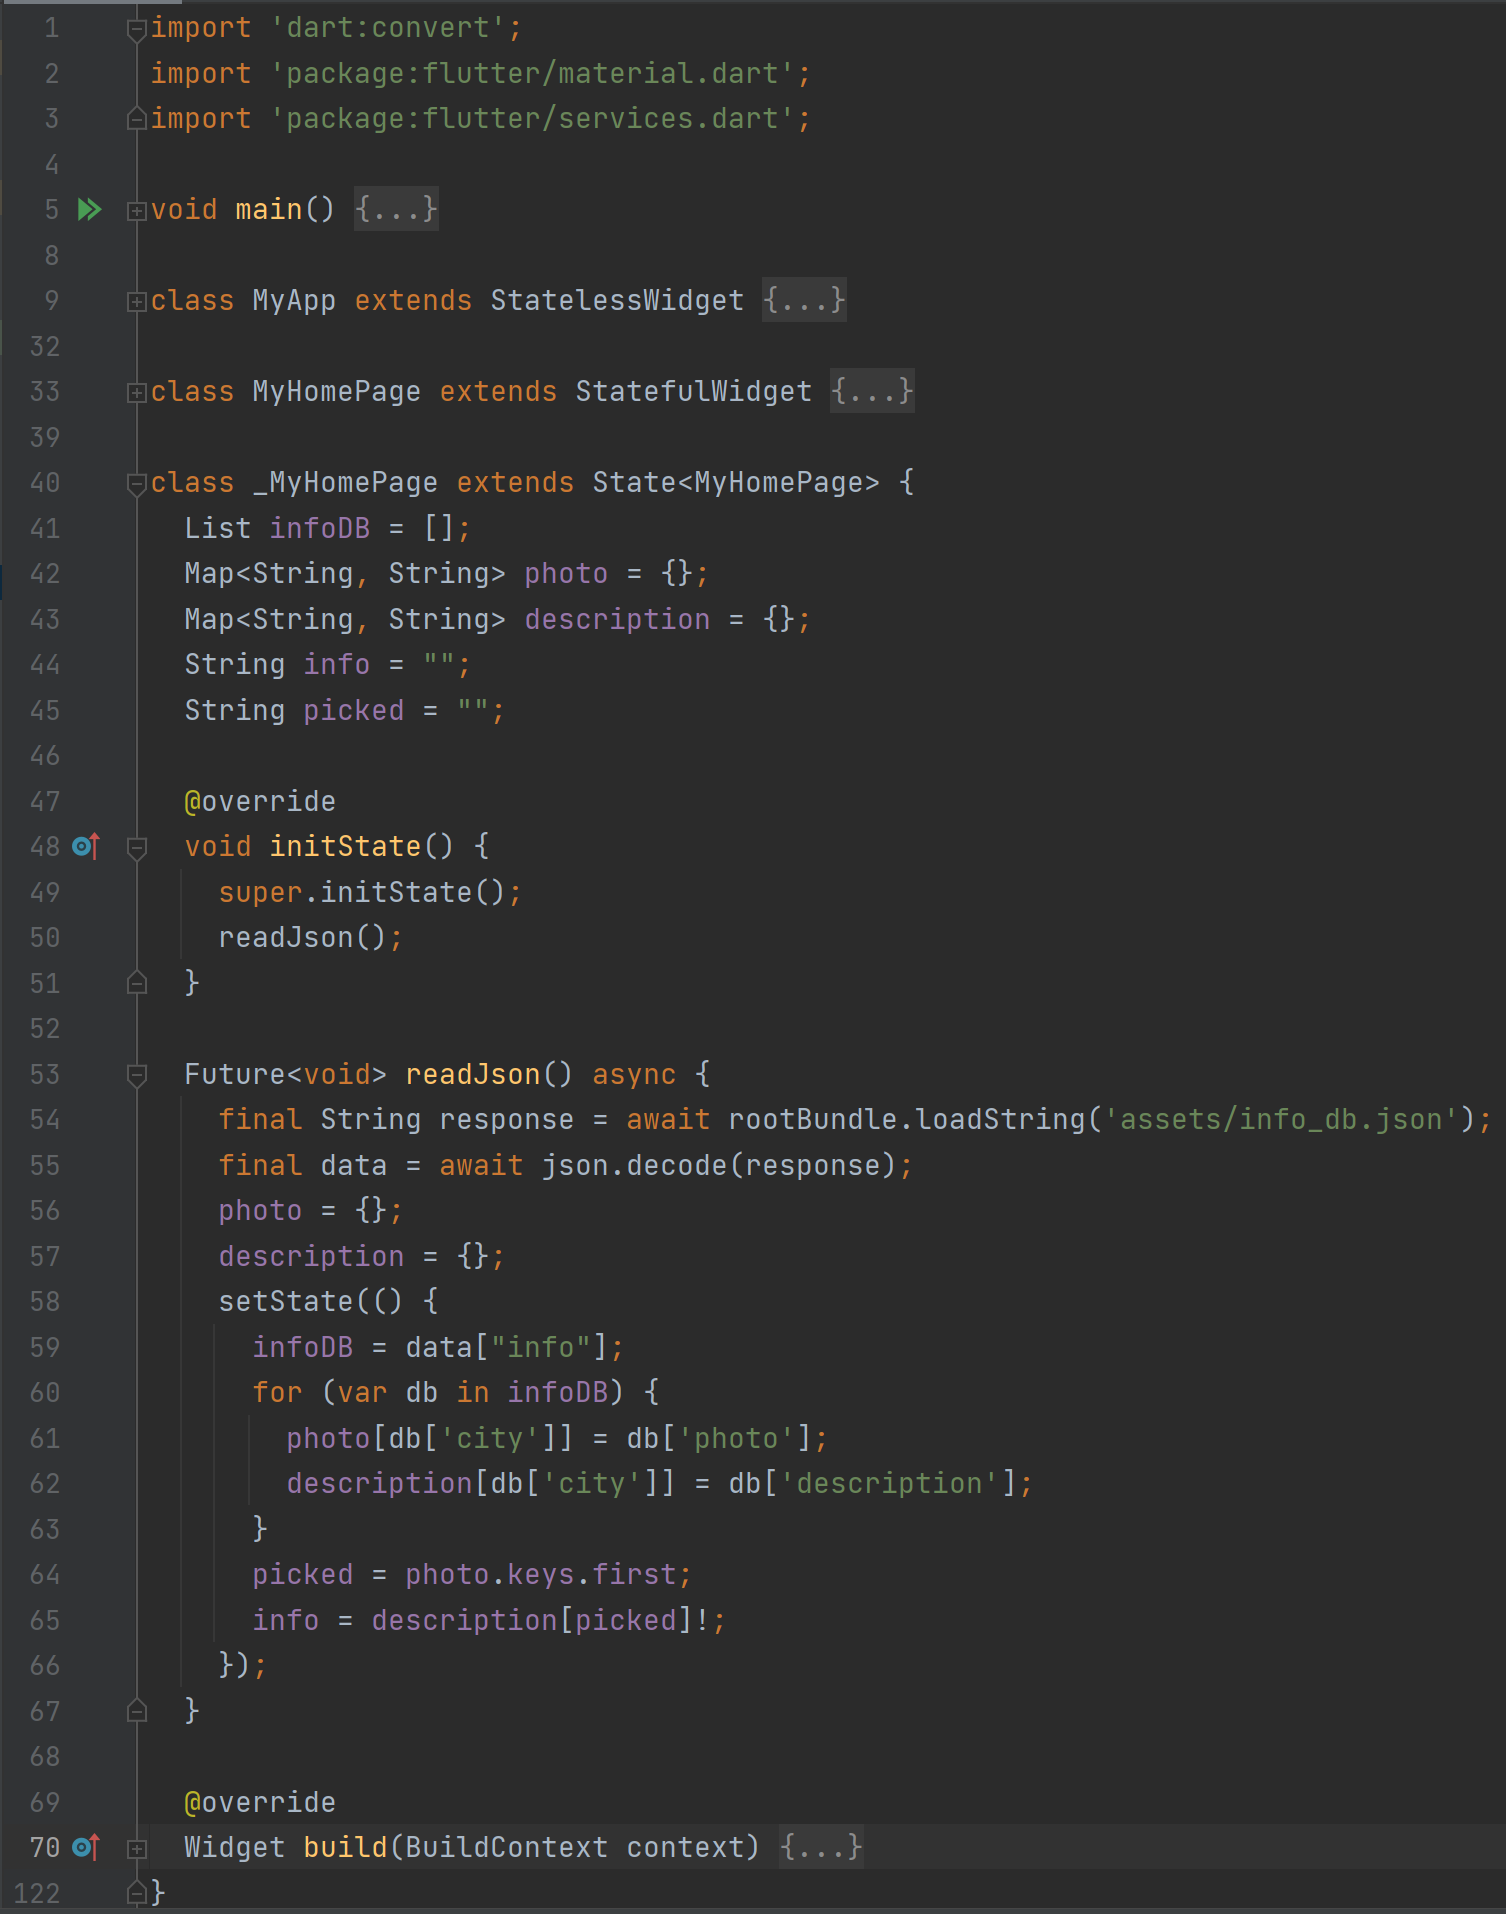 1 import 'dart:convert';
2 import 'package:flutter/material.dart';
3 import 'package:flutter/services.dart';
4
5 void main() {...}
8
9 class MyApp extends StatelessWidget {...}
32
33 class MyHomePage extends StatefulWidget {...}
39
40 class _MyHomePage extends State<MyHomePage> {
41   List infoDB = [];
42   Map<String, String> photo = {};
43   Map<String, String> description = {};
44   String info = "";
45   String picked = "";
46
47   @override
48   void initState() {
49     super.initState();
50     readJson();
51   }
52
53   Future<void> readJson() async {
54     final String response = await rootBundle.loadString('assets/info_db.json');
55     final data = await json.decode(response);
56     photo = {};
57     description = {};
58     setState(() {
59       infoDB = data["info"];
60       for (var db in infoDB) {
61         photo[db['city']] = db['photo'];
62         description[db['city']] = db['description'];
63       }
64       picked = photo.keys.first;
65       info = description[picked]!;
66     });
67   }
68
69   @override
70   Widget build(BuildContext context) {...}
122 }